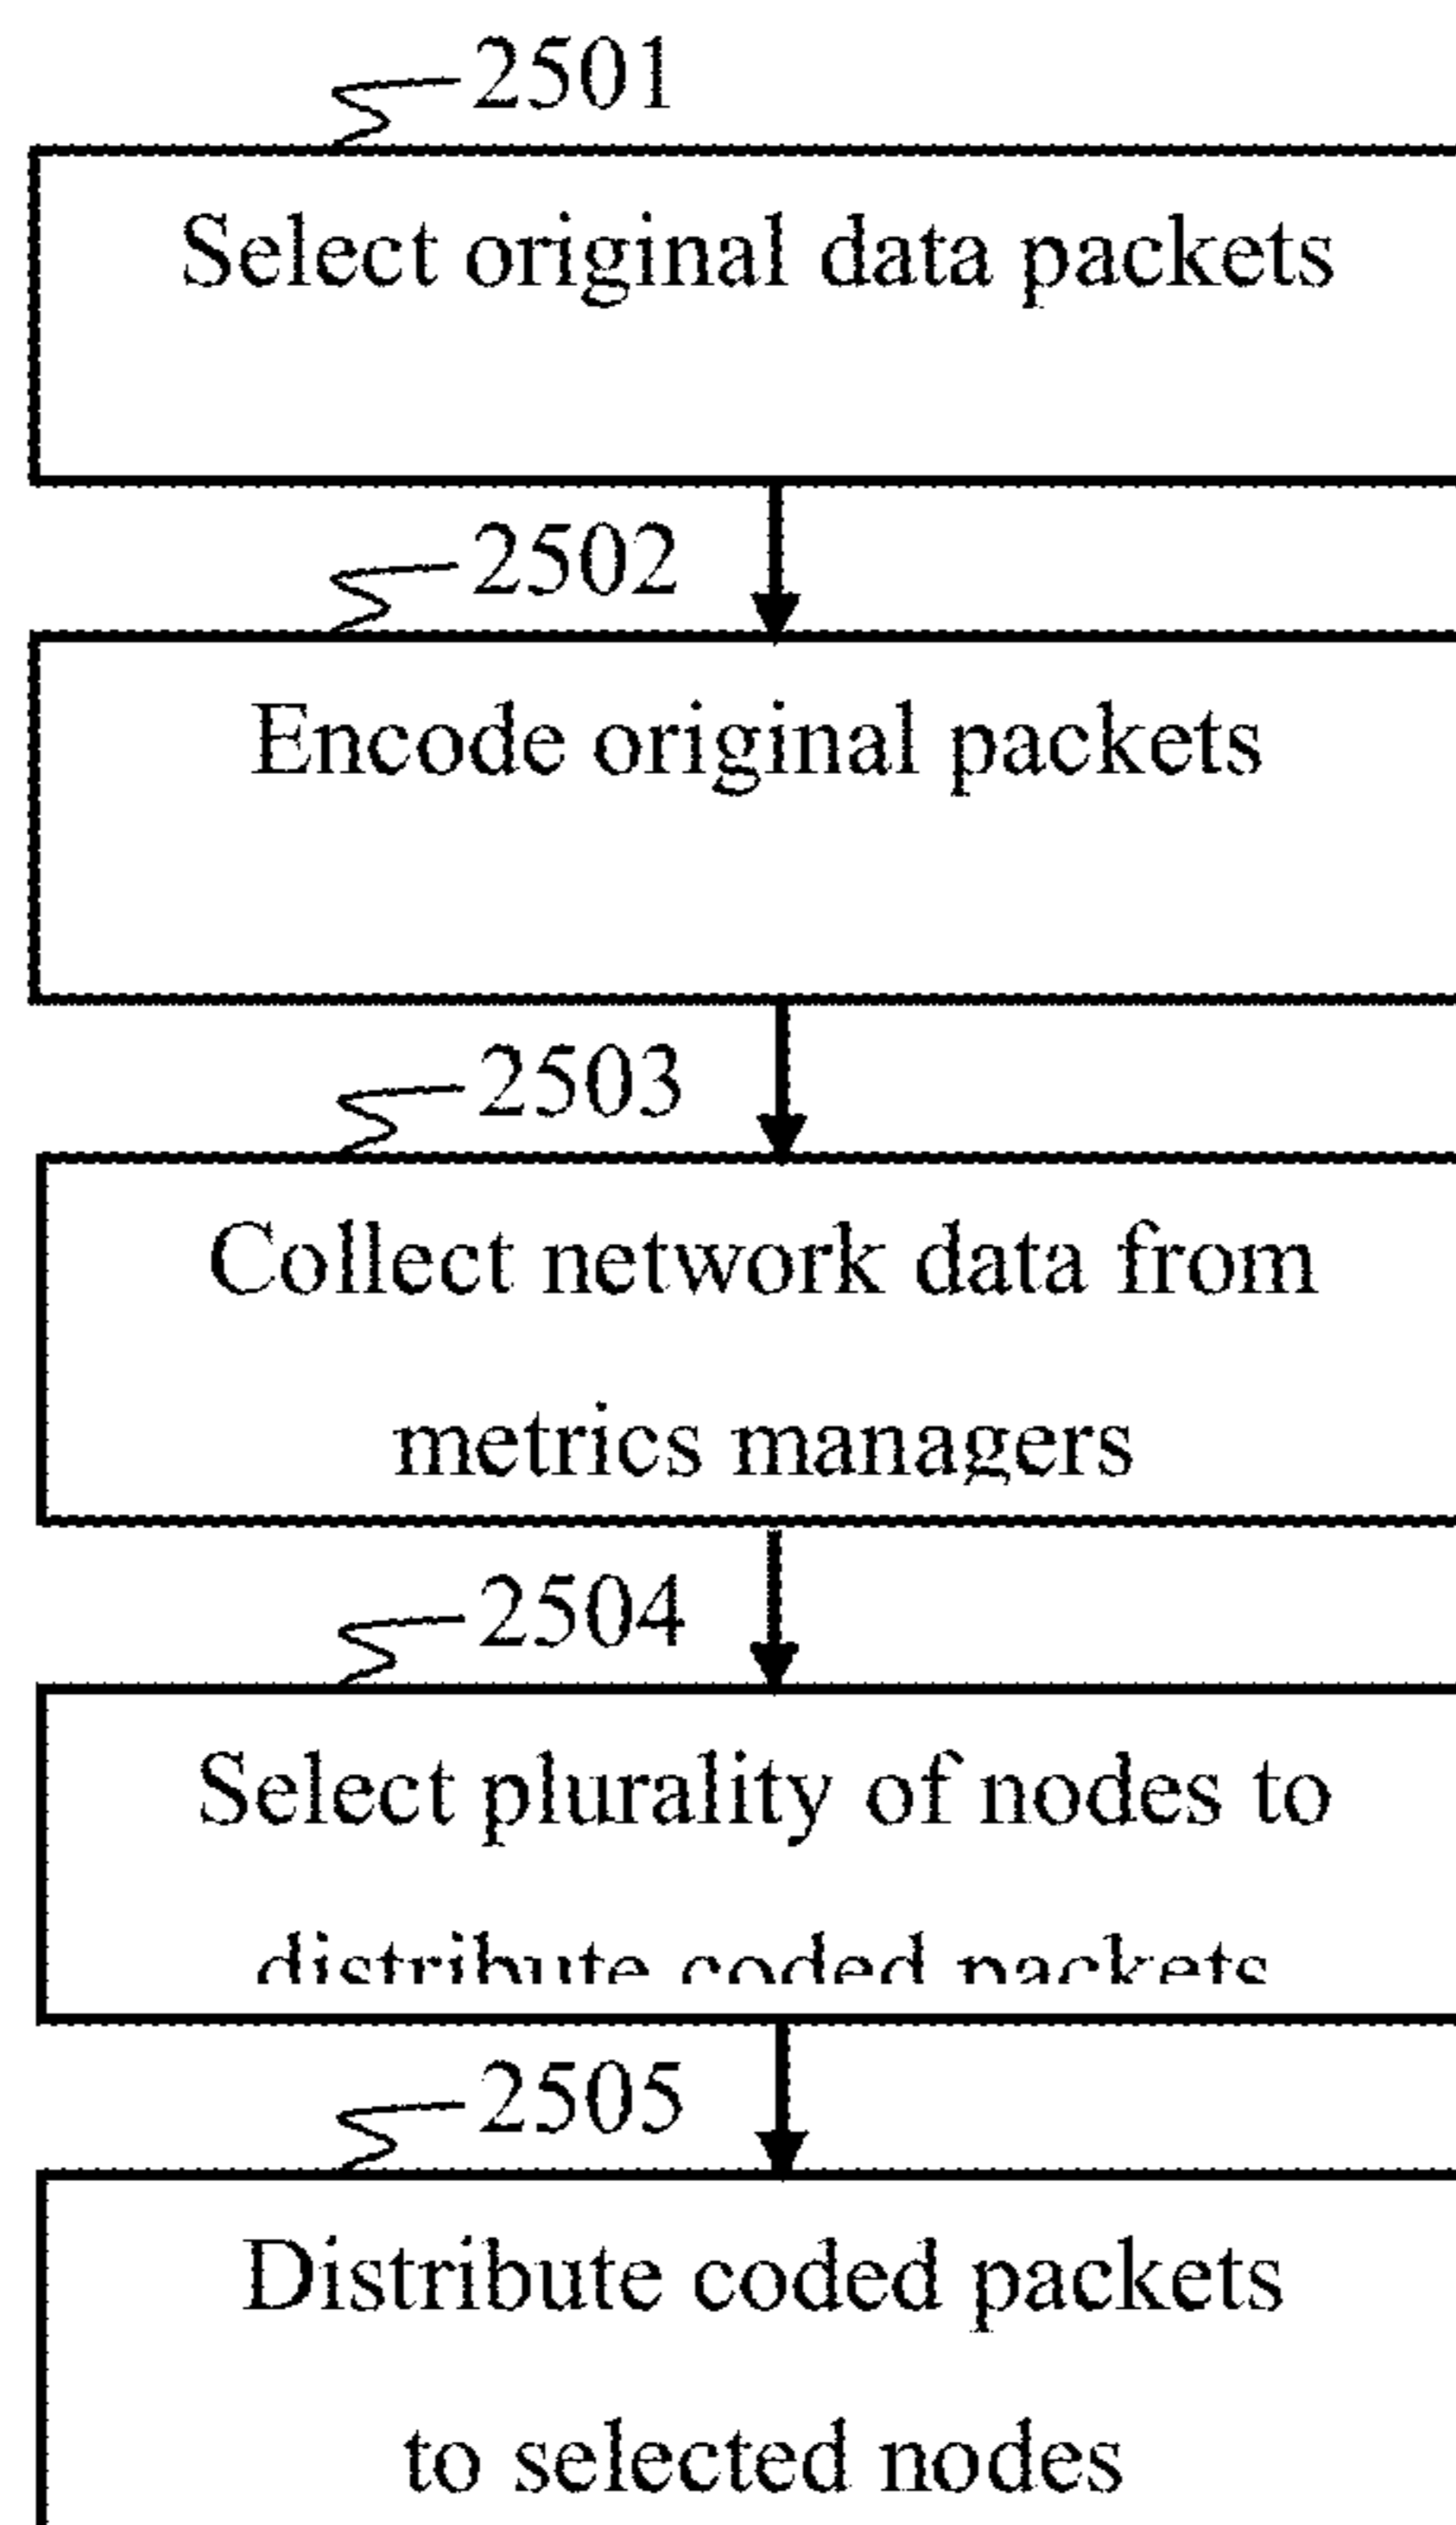 2501
Select original data packets
2502
Encode original packets
2503
Collect network data from
metrics managers
2504
Select plurality of nodes to
distribute coded packets
2505
Distribute coded packets
to selected nodes